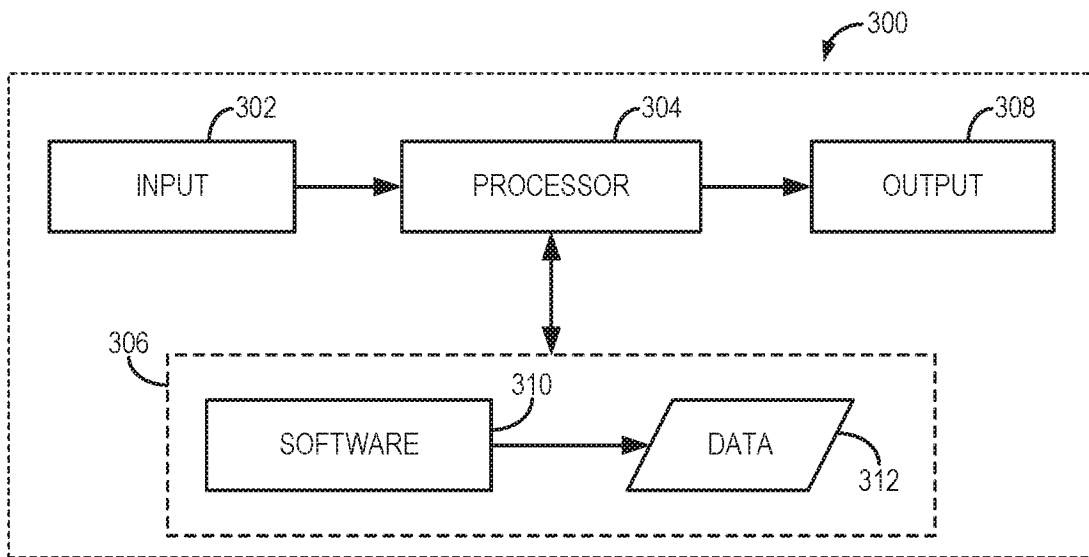 300
302
304
308
INPUT
PROCESSOR
OUTPUT
306
310
SOFTWARE
DATA
312